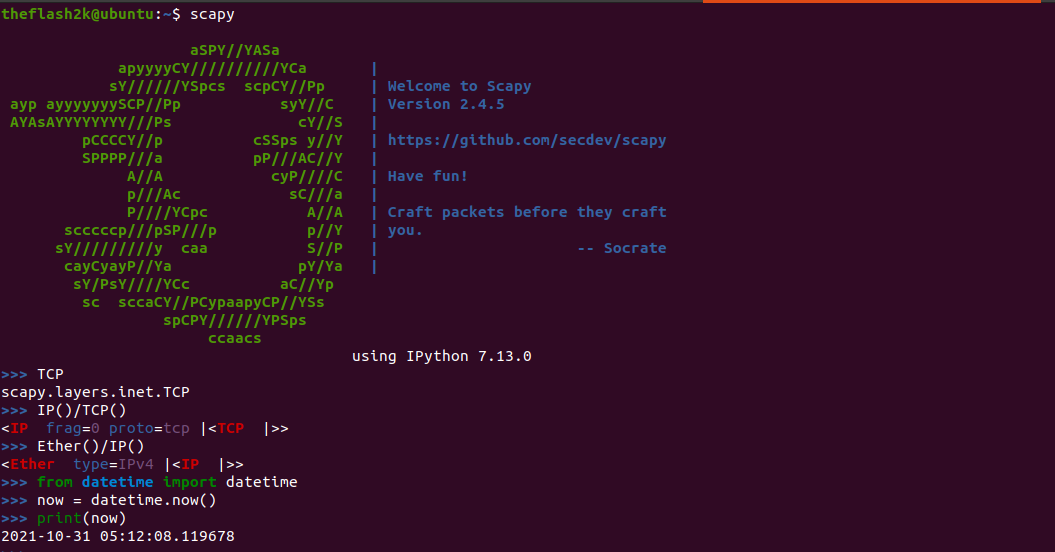 theflash2k@ubuntu:~$ scapy
                     aSPY//YASa
             apyyyyCY//////////YCa       |
            sY//////YSpcs  scpCY//Pp     | Welcome to Scapy
 ayp ayyyyyyySCP//Pp           syY//C    | Version 2.4.5
 AYAsAYYYYYYYY///Ps              cY//S   |
         pCCCCY//p          cSSps y//Y   | https://github.com/secdev/scapy
         SPPPP///a          pP///AC//Y   |
              A//A            cyP////C   | Have fun!
              p///Ac            sC///a   |
              P////YCpc           A//A   | Craft packets before they craft
       scccccp///pSP///p          p//Y   | you.
      sY/////////y  caa           S//P   |                      -- Socrate
       cayCyayP//Ya              pY/Ya   |
        sY/PsY////YCc          aC//Yp
         sc  sccaCY//PCypaapyCP//YSs
                  spCPY//////YPSps
                       ccaacs
                                       using IPython 7.13.0
>>> TCP
scapy.layers.inet.TCP
>>> IP()/TCP()
<IP  frag=0 proto=tcp |<TCP  |>>
>>> Ether()/IP()
<Ether  type=IPv4 |<IP  |>>
>>> from datetime import datetime
>>> now = datetime.now()
>>> print(now)
2021-10-31 05:12:08.119678